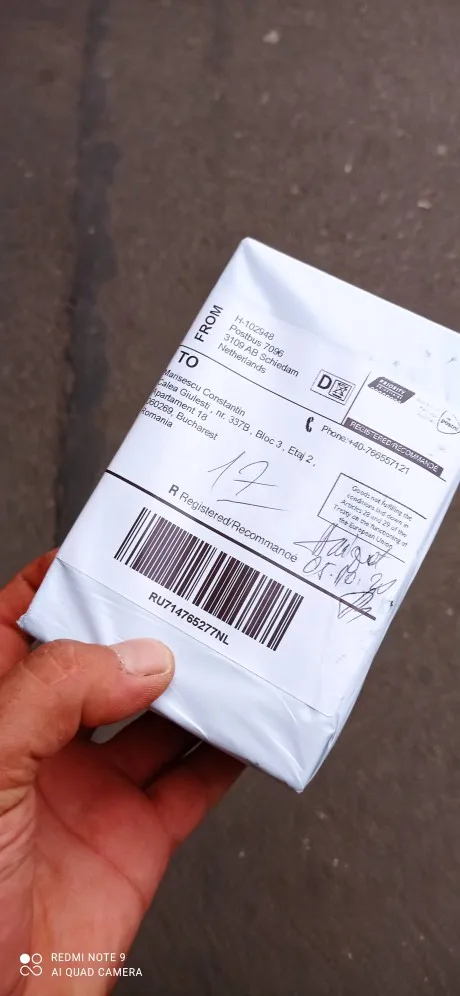 FROM
H-102948
Postbus 7096
3109 AB Schiedam
Netherlands
D
PRIORITY
TO
Marisescu Constantin
Calea Giulesti , nr. 337B , Bloc 3 , Etaj 2 ,
Apartament 18 ,
060269, Bucharest
Romania
Phone:+40-766557121
REGISTERED/RECOMMANDÉ
17
Goods not fulfilling the
conditions laid down in
Articles 28 and 29 of the
Treaty on the functioning of
the European Union
R Registered/Recommandé
RU714765277NL
REDMI NOTE 9
AI QUAD CAMERA